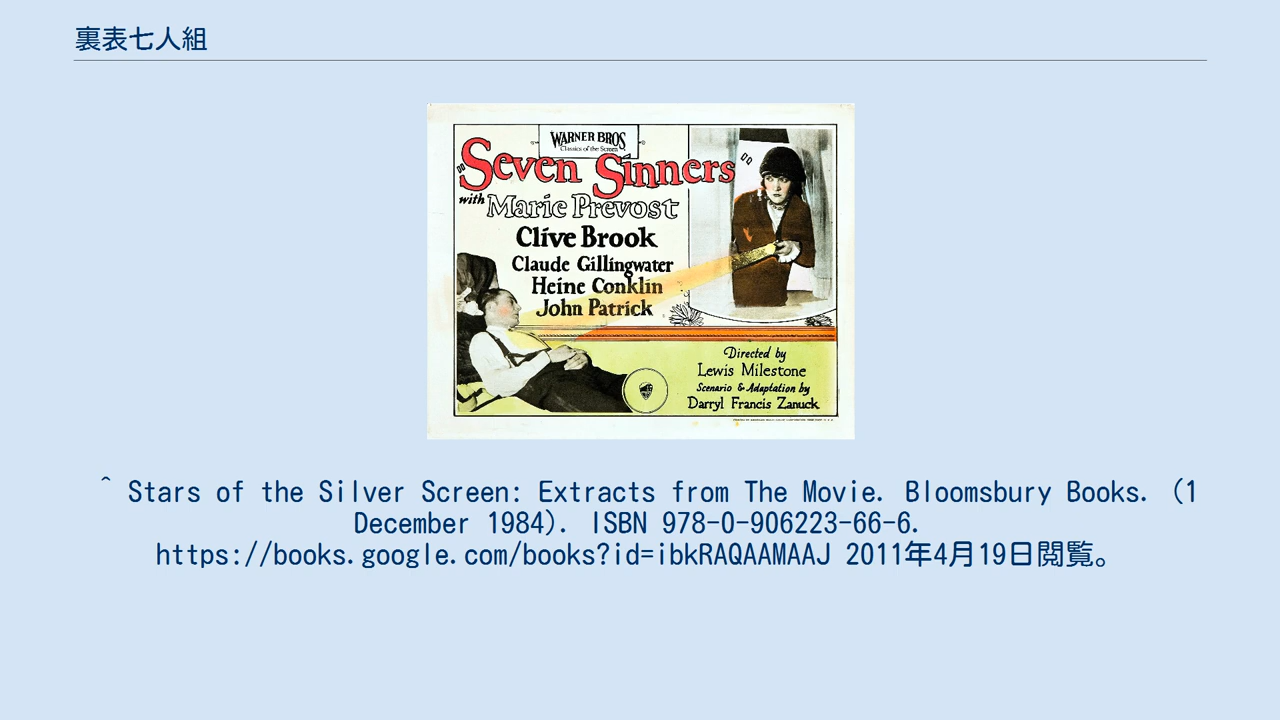 裏表七人組
WARNER BROS
Classics of the Screen
Seven Sinners
with Marie Prevost
Clive Brook
Claude Gillingwater
Heine Conklin
John Patrick
Directed by
Lewis Milestone
Scenario & Adaptation by
Darryl Francis Zanuck
^ Stars of the Silver Screen: Extracts from The Movie. Bloomsbury Books. (1
December 1984). ISBN 978-0-906223-66-6.
https://books.google.com/books?id=ibkRAQAAMAAJ 2011年4月19日閲覧。